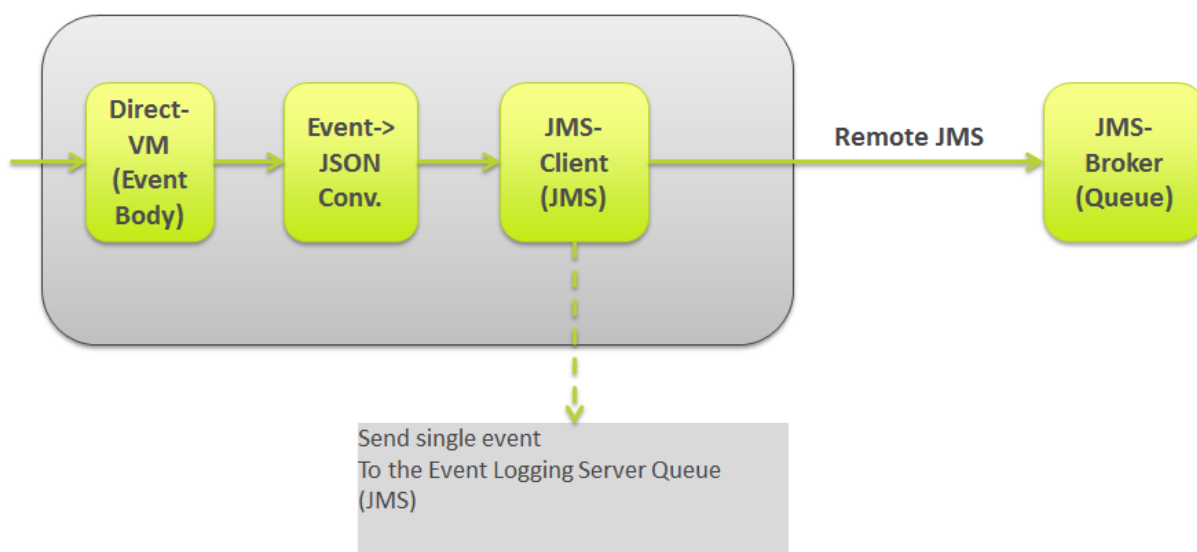 Direct-
VM
(Event
Body)
Event->
JSON
Conv.
JMS-
Client
(JMS)
Remote JMS
JMS-
Broker
(Queue)
Send single event
To the Event Logging Server Queue
(JMS)